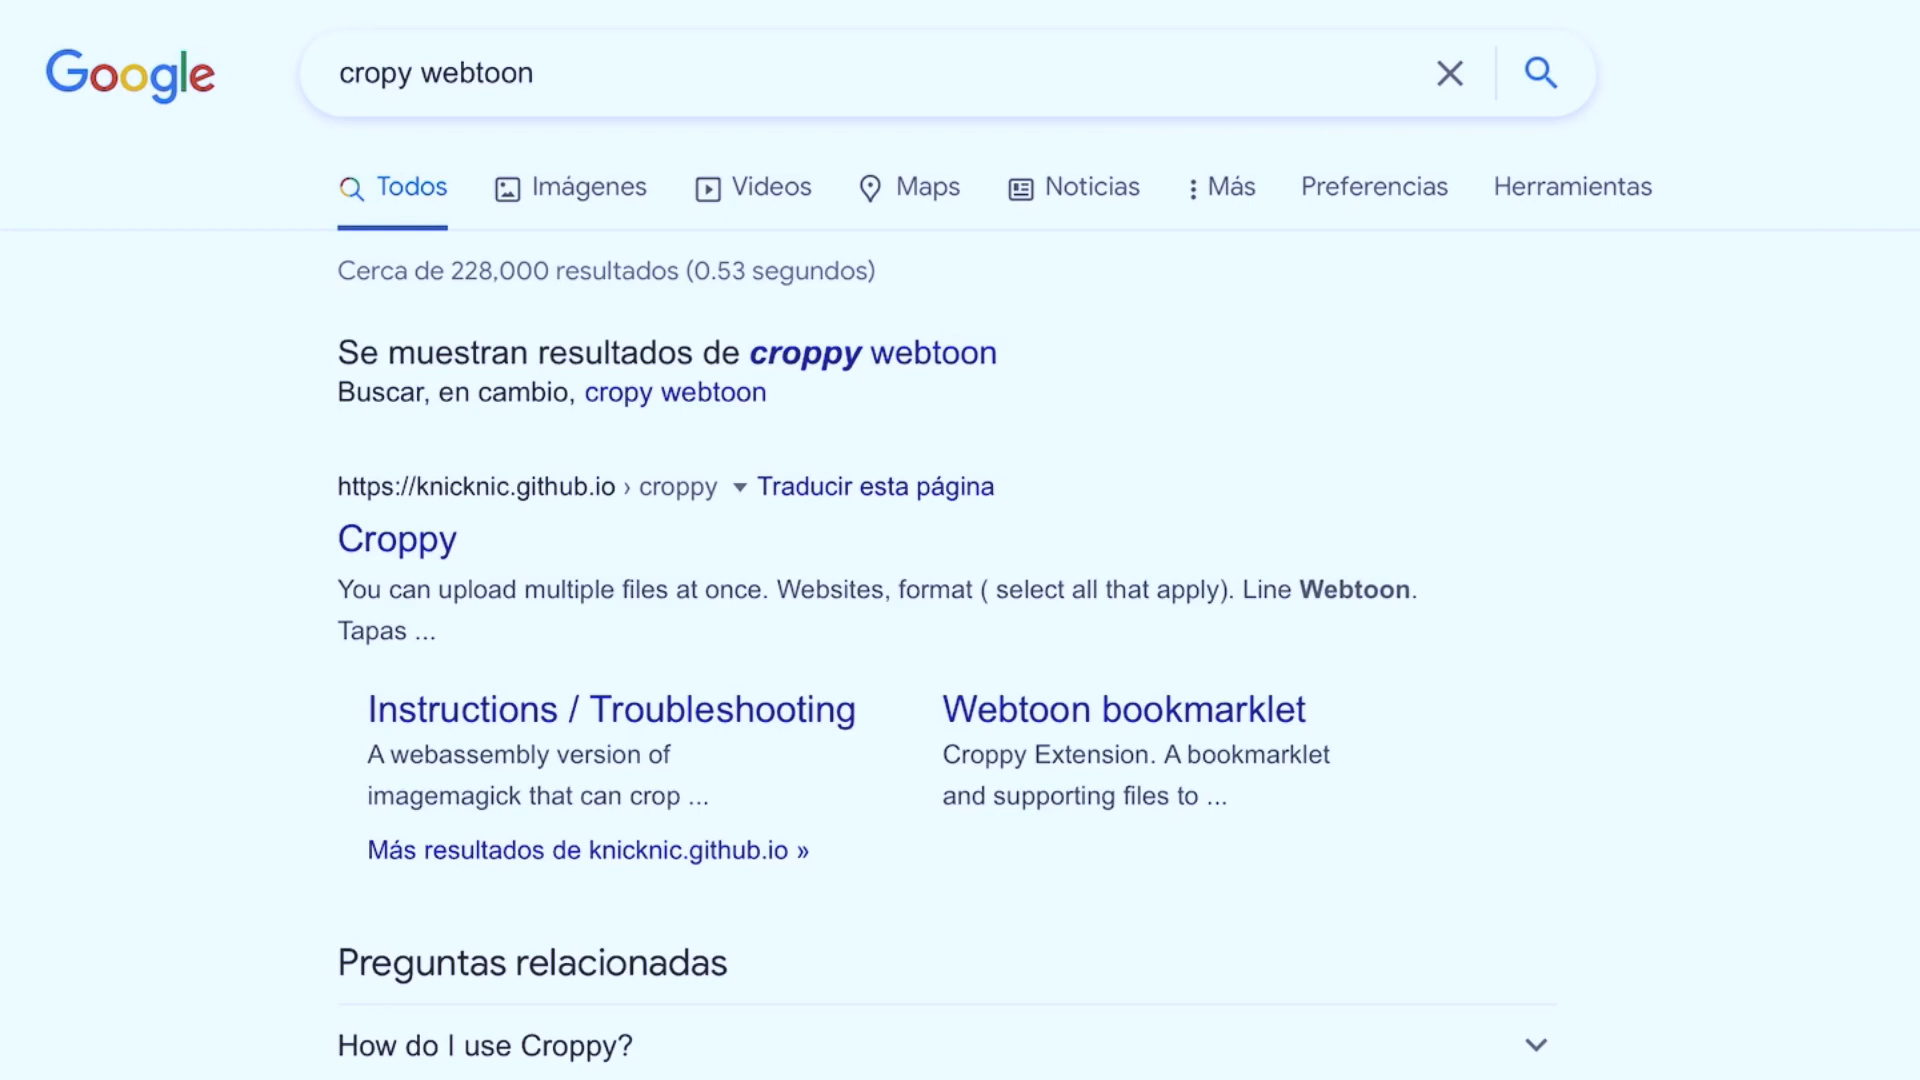 Google
cropy webtoon
Todos Imágenes Videos Maps Noticias Más Preferencias Herramientas
Cerca de 228,000 resultados (0.53 segundos)
Se muestran resultados de croppy webtoon
Buscar, en cambio, cropy webtoon
https://knicknic.github.io › croppy Traducir esta página
Croppy
You can upload multiple files at once. Websites, format ( select all that apply). Line Webtoon.
Tapas ...
Instructions / Troubleshooting
A webassembly version of
imagemagick that can crop ...
Webtoon bookmarklet
Croppy Extension. A bookmarklet
and supporting files to ...
Más resultados de knicknic.github.io »
Preguntas relacionadas
How do I use Croppy?